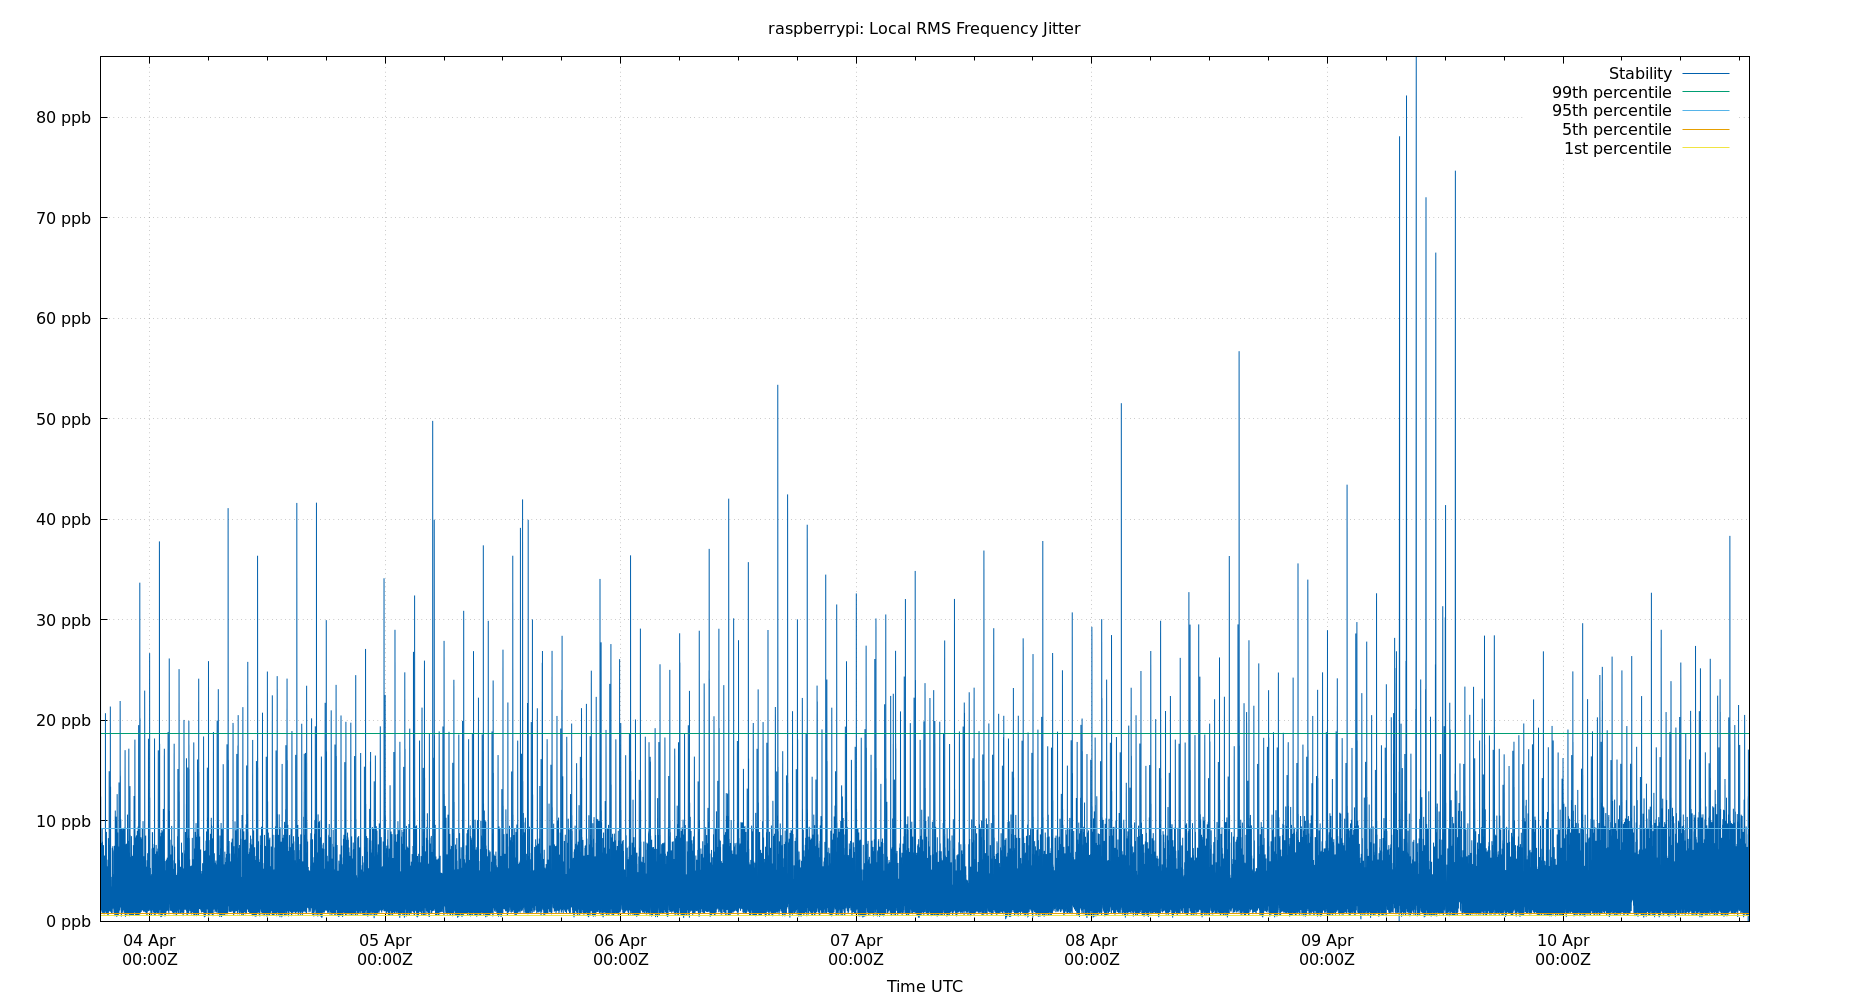 raspberrypi: Local RMS Frequency Jitter
Stability
99th percentile
95th percentile
5th percentile
1st percentile
80 ppb
70 ppb
60 ppb
50 ppb
40 ppb
30 ppb
20 ppb
10 ppb
0 ppb
04 Apr 05 Apr 06 Apr 07 Apr 08 Apr 09 Apr 10 Apr
00:00Z 00:00Z 00:00Z 00:00Z 00:00Z 00:00Z 00:00Z
Time UTC